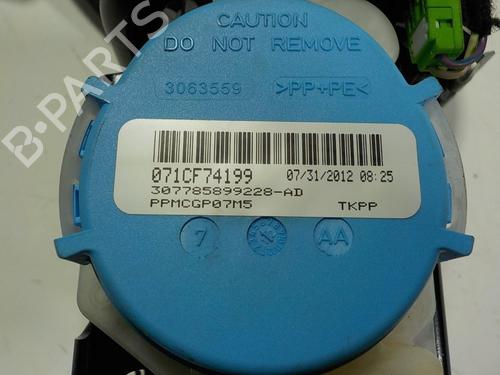 CAUTION
DO NOT REMOVE
3063559 >PP+PE<
071CF74199 07/31/2012 08:25
307785899228-AD
PPMCGP07M5 TKPP
7 AA
B-PARTS